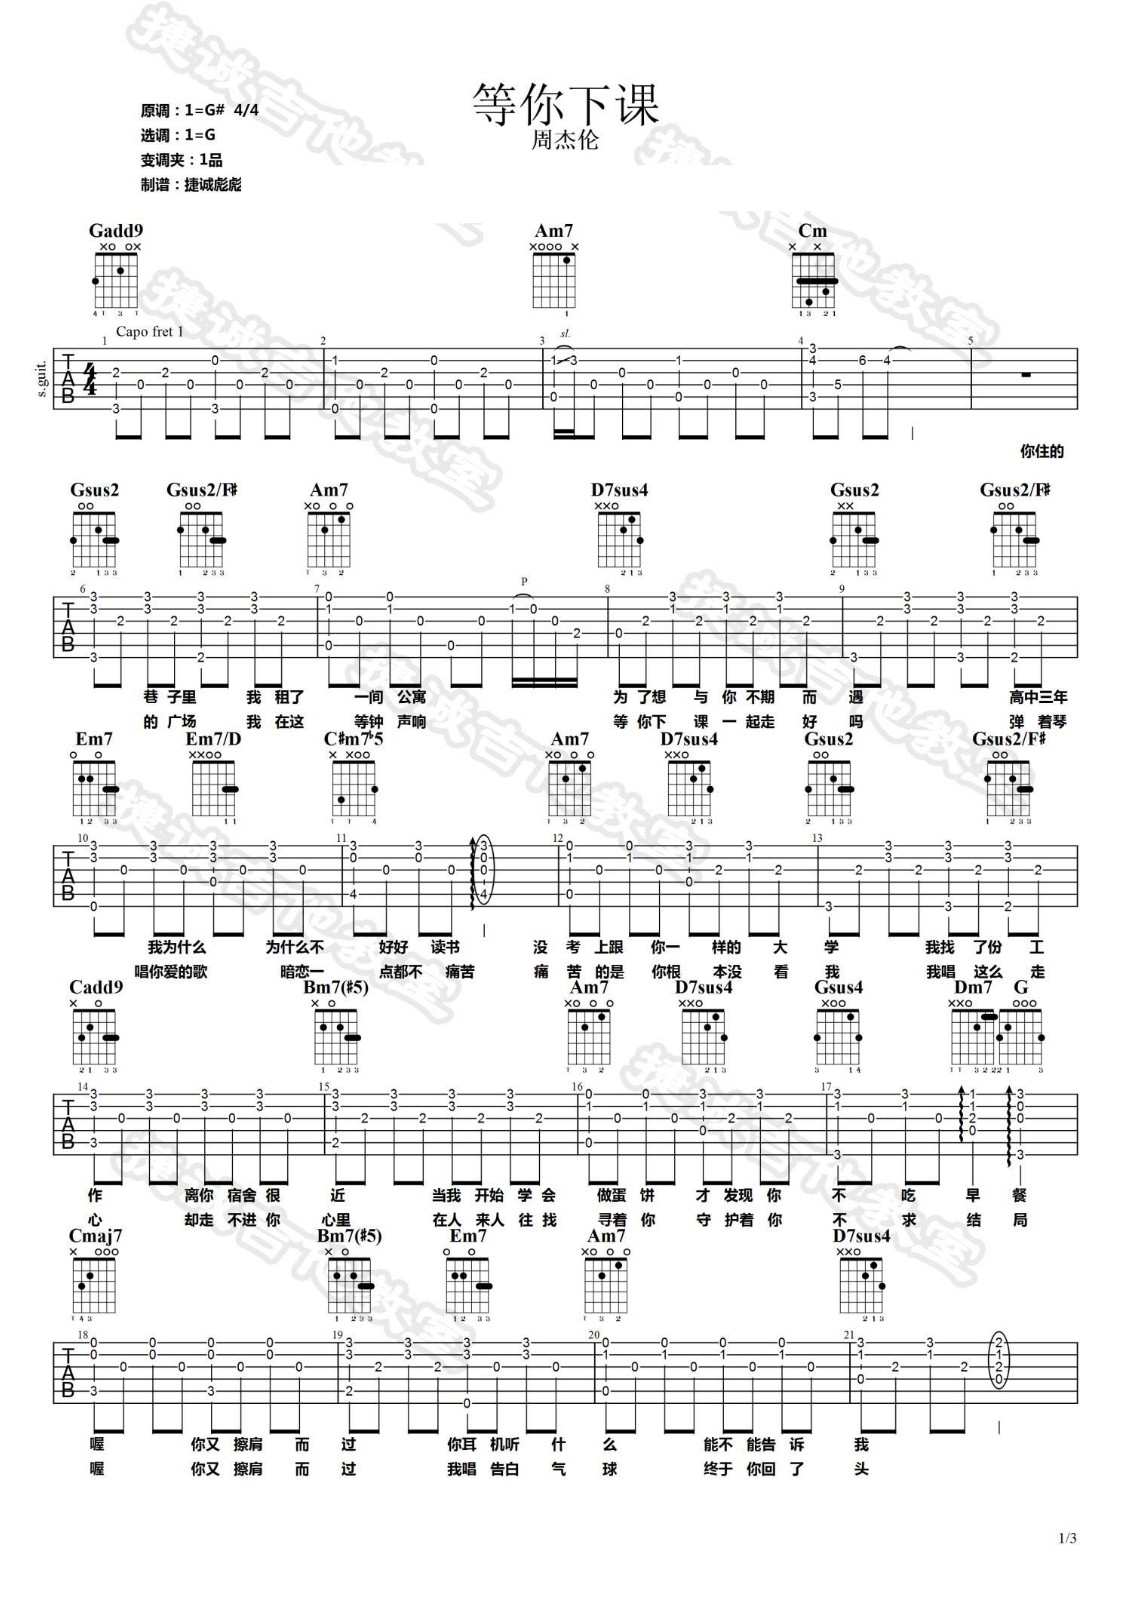 等你下课
周杰伦
原调：1=G# 4/4
选调：1=G
变调夹：1品
制谱：捷诚彪彪
捷诚吉他教室
Gadd9 Am7 Cm
Capo fret 1
s.guit.
sl.
你住的
Gsus2 Gsus2/F♯ Am7 D7sus4 Gsus2 Gsus2/F♯
P
巷 子里 我 租了 一间 公寓 为 了想 与 你 不期 而 遇 高中三年
的 广场 我 在这 等钟 声响 等 你下 课 一 起走 好 吗 弹 着琴
Em7 Em7/D C♯m7♭5 Am7 D7sus4 Gsus2 Gsus2/F♯
我为什么 为什么不 好好 读书 没 考 上跟 你一 样的 大 学 我找 了份 工
唱你爱的歌 暗恋一 点都不 痛苦 痛 苦 的是 你根 本没 看 我 我唱 这么 走
Cadd9 Bm7(♯5) Am7 D7sus4 Gsus4 Dm7 G
作 离你 宿舍 很 近 当我 开始 学 会 做蛋 饼 才 发现 你 不 吃 早 餐
心 却走 不进 你 心里 在人 来人 往 找 寻着 你 守 护着 你 不 求 结 局
Cmaj7 Bm7(♯5) Em7 Am7 D7sus4
喔 你又 擦肩 而 过 你耳 机听 什 么 能不 能告 诉 我
喔 你又 擦肩 而 过 我唱 告白 气 球 终于 你回 了 头
1/3